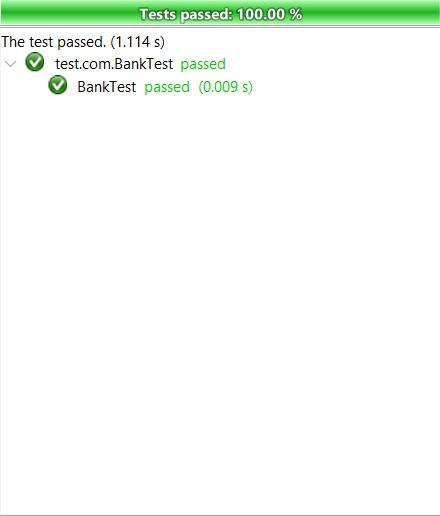 Tests passed: 100.00 %
The test passed. (1.114 s)
test.com.BankTest passed
BankTest passed (0.009 s)